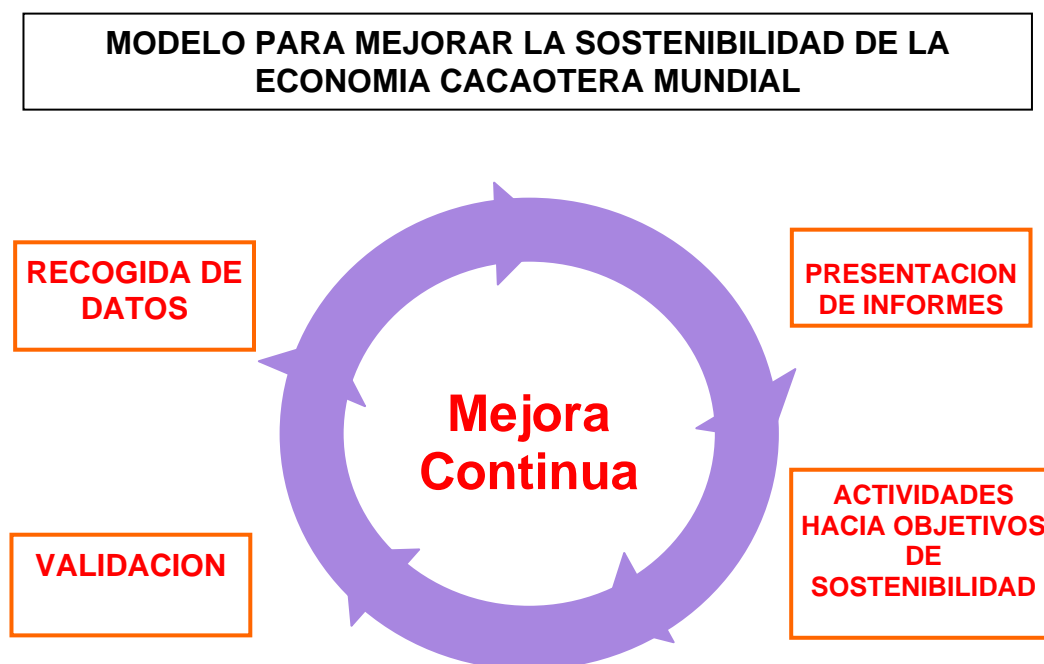 MODELO PARA MEJORAR LA SOSTENIBILIDAD DE LA
ECONOMIA CACAOTERA MUNDIAL
RECOGIDA DE
DATOS
PRESENTACION
DE INFORMES
Mejora
Continua
VALIDACION
ACTIVIDADES
HACIA OBJETIVOS
DE
SOSTENIBILIDAD